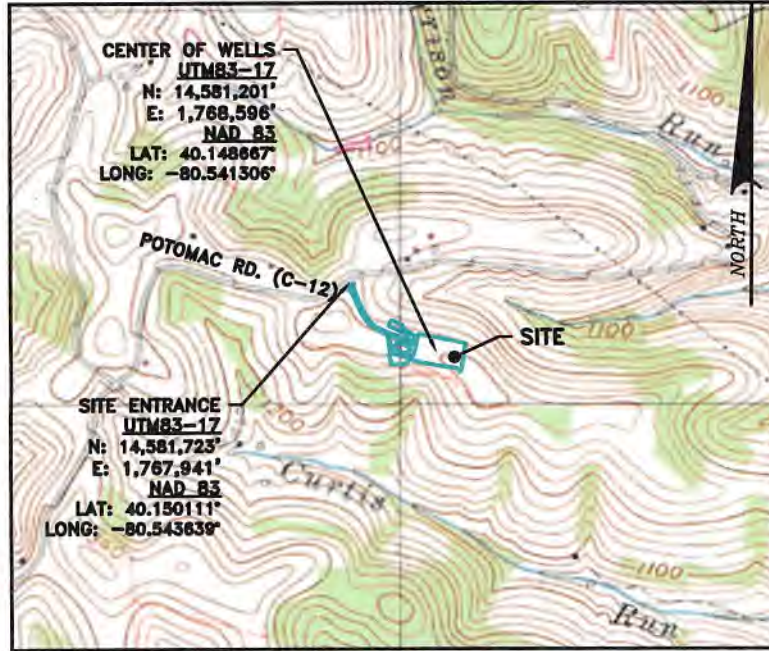 CENTER OF WELLS
UTM83-17
N: 14,581,201'
E: 1,768,596'
NAD 83
LAT: 40.148667°
LONG: -80.541306°
1100
Run
1100
NORTH
POTOMAC RD. (C-12)
SITE
1100
SITE ENTRANCE
UTM83-17
N: 14,581,723'
E: 1,767,941'
NAD 83
LAT: 40.150111°
LONG: -80.543639°
1200
Curtis
1100
Run